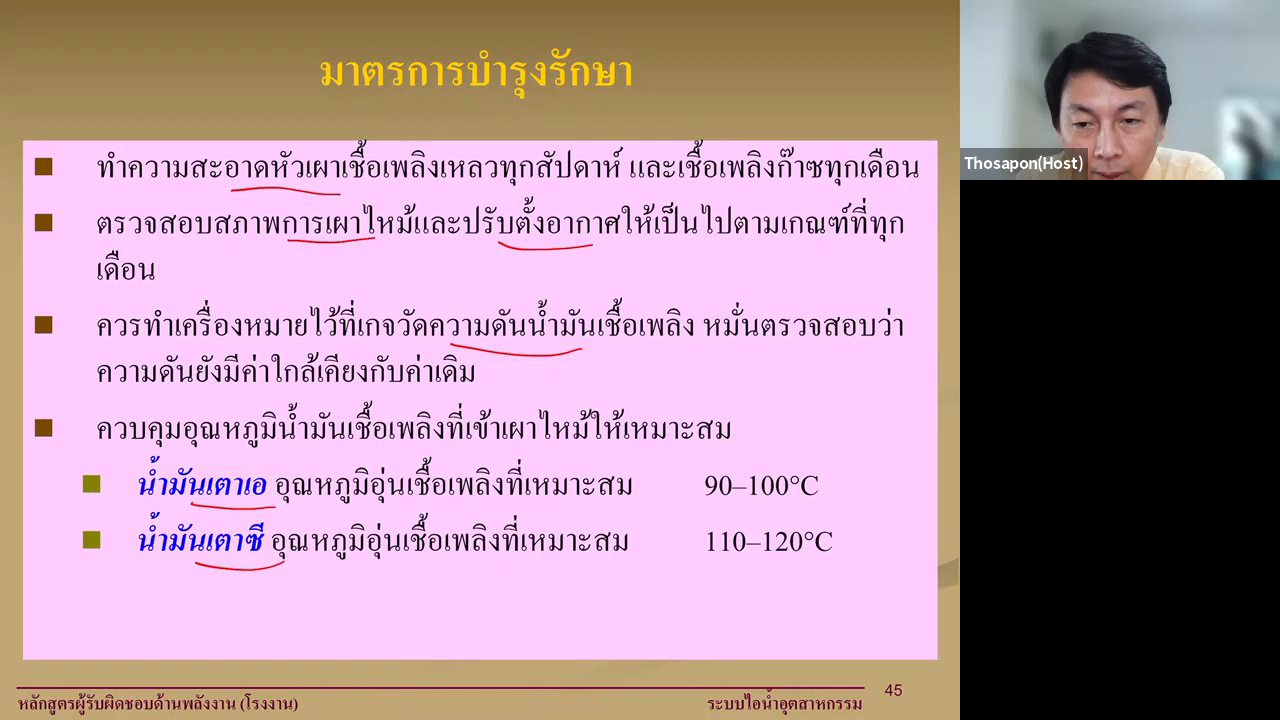 มาตรการบำรุงรักษา
ทำความสะอาดหัวเผาเชื้อเพลิงเหลวทุกสัปดาห์ และเชื้อเพลิงก๊าซทุกเดือน
ตรวจสอบสภาพการเผาไหม้และปรับตั้งอากาศให้เป็นไปตามเกณฑ์ที่ทุก
เดือน
ควรทำเครื่องหมายไว้ที่เกจวัดความดันน้ำมันเชื้อเพลิง หมั่นตรวจสอบว่า
ความดันยังมีค่าใกล้เคียงกับค่าเดิม
ควบคุมอุณหภูมิน้ำมันเชื้อเพลิงที่เข้าเผาไหม้ให้เหมาะสม
น้ำมันเตาเอ อุณหภูมิอุ่นเชื้อเพลิงที่เหมาะสม 90–100°C
น้ำมันเตาซี อุณหภูมิอุ่นเชื้อเพลิงที่เหมาะสม 110–120°C
หลักสูตรผู้รับผิดชอบด้านพลังงาน (โรงงาน)
ระบบไอน้ำอุตสาหกรรม
45
Thosapon(Host)